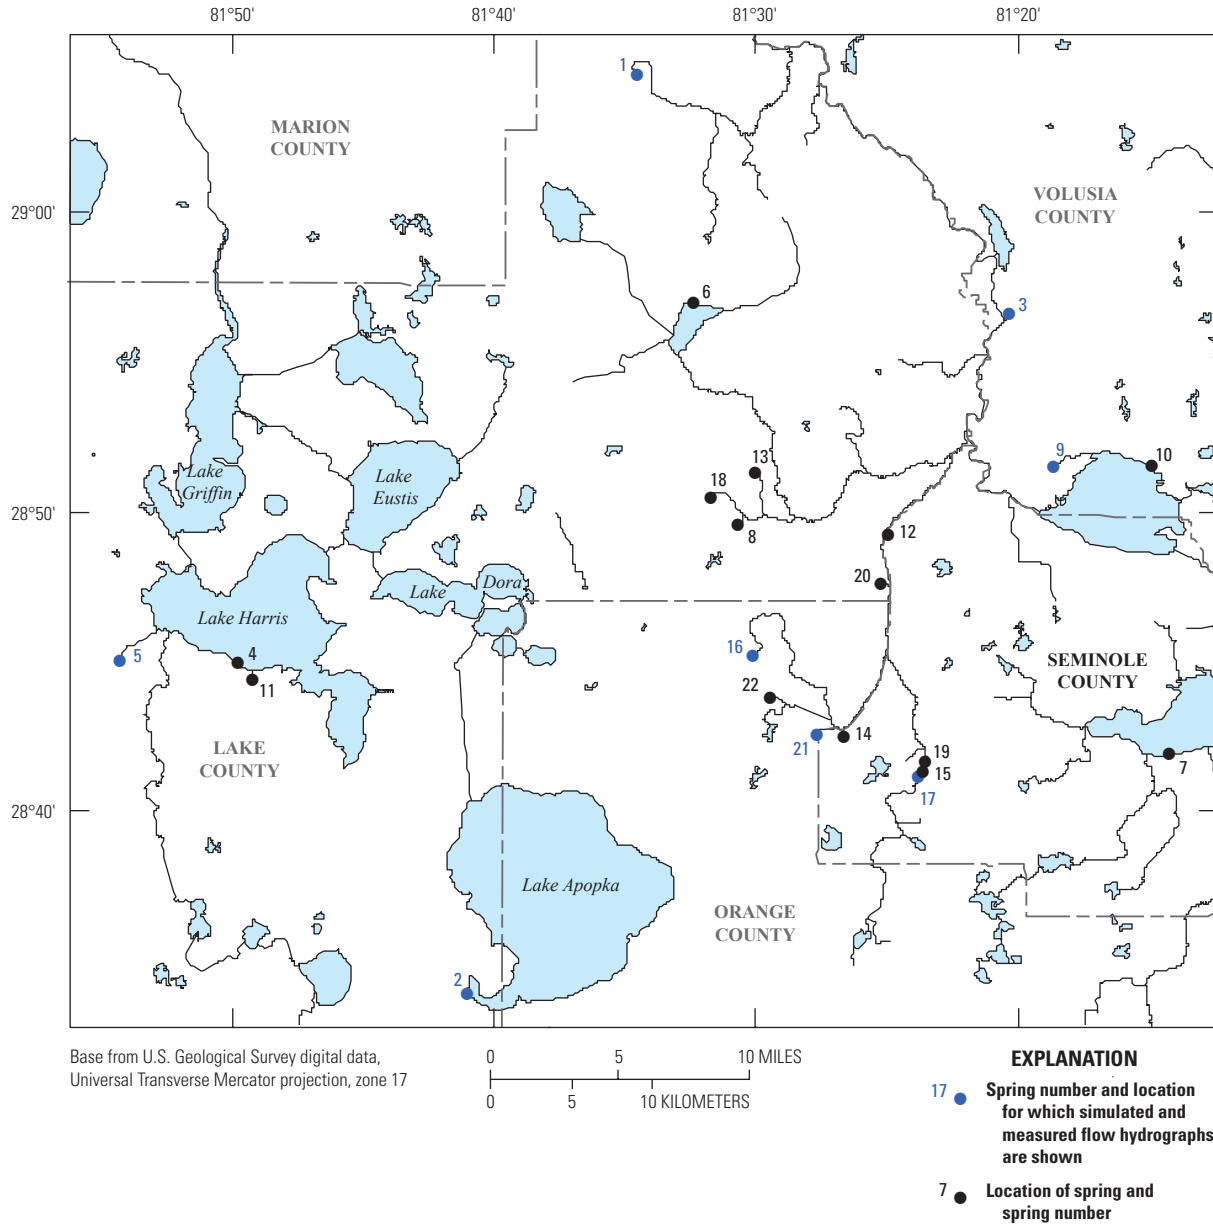 81°50'
81°40'
81°30'
81°20'
1
MARION
COUNTY
VOLUSIA
COUNTY
29°00'
6
3
13
9
10
Lake
Griffin
Lake
Eustis
18
28°50'
8
12
Lake
Dora
20
Lake Harris
5
4
16
SEMINOLE
COUNTY
11
22
14
21
LAKE
COUNTY
19
15
7
17
28°40'
Lake Apopka
ORANGE
COUNTY
2
Base from U.S. Geological Survey digital data,
Universal Transverse Mercator projection, zone 17
0 5 10 MILES
0 5 10 KILOMETERS
EXPLANATION
17 Spring number and location
for which simulated and
measured flow hydrographs
are shown
7 Location of spring and
spring number